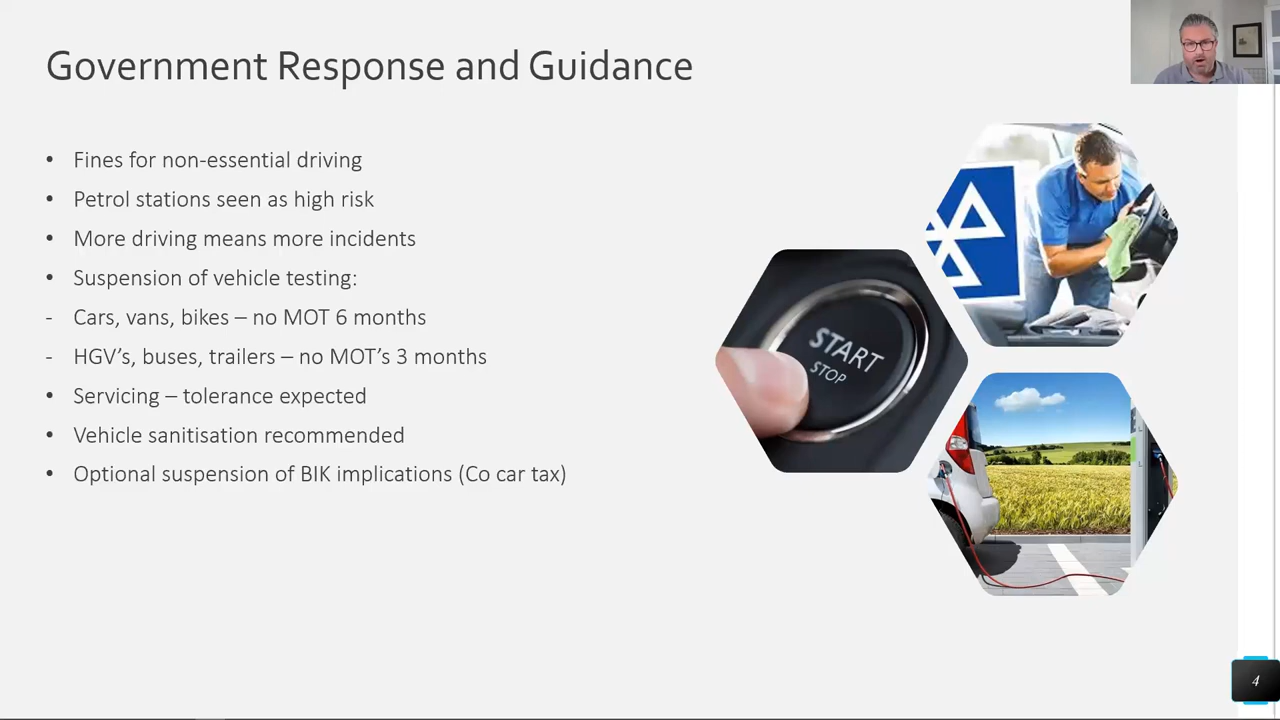 Government Response and Guidance
• Fines for non-essential driving
• Petrol stations seen as high risk
• More driving means more incidents
• Suspension of vehicle testing:
- Cars, vans, bikes – no MOT 6 months
- HGV’s, buses, trailers – no MOT’s 3 months
• Servicing – tolerance expected
• Vehicle sanitisation recommended
• Optional suspension of BIK implications (Co car tax)
START
STOP
4